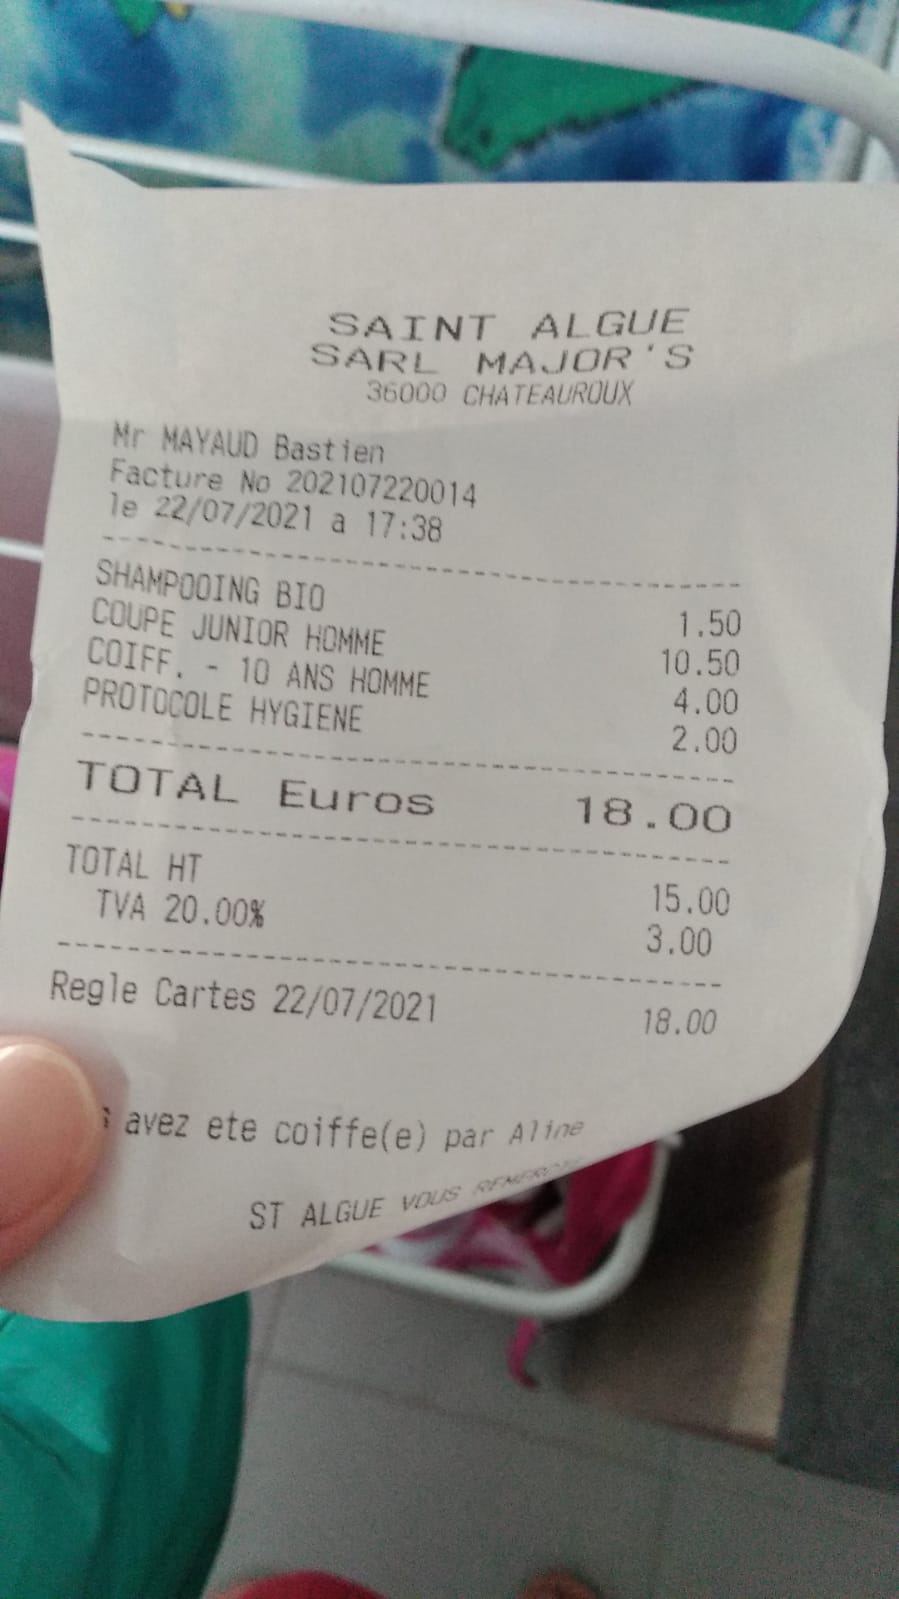 SAINT ALGUE
SARL MAJOR'S
36000 CHATEAUROUX
Mr MAYAUD Bastien
Facture No 202107220014
le 22/07/2021 a 17:38
SHAMPOOING BIO 1.50
COUPE JUNIOR HOMME 10.50
COIFF. - 10 ANS HOMME 4.00
PROTOCOLE HYGIENE 2.00
TOTAL Euros 18.00
TOTAL HT 15.00
TVA 20.00% 3.00
Regle Cartes 22/07/2021 18.00
avez ete coiffe(e) par Aline
ST ALGUE VOUS